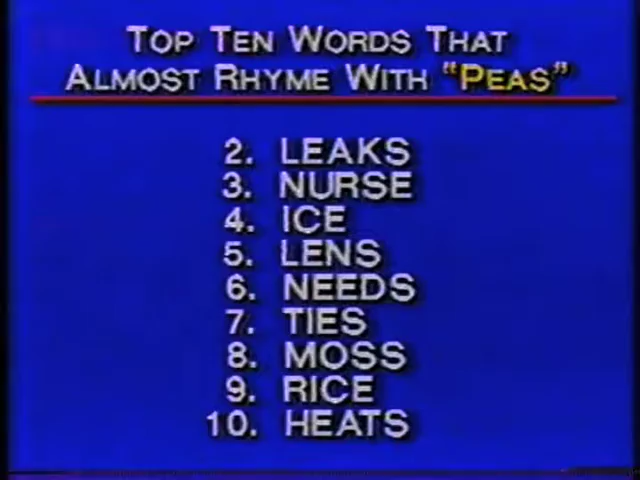 TOP TEN WORDS THAT
ALMOST RHYME WITH "PEAS"
2. LEAKS
3. NURSE
4. ICE
5. LENS
6. NEEDS
7. TIES
8. MOSS
9. RICE
10. HEATS